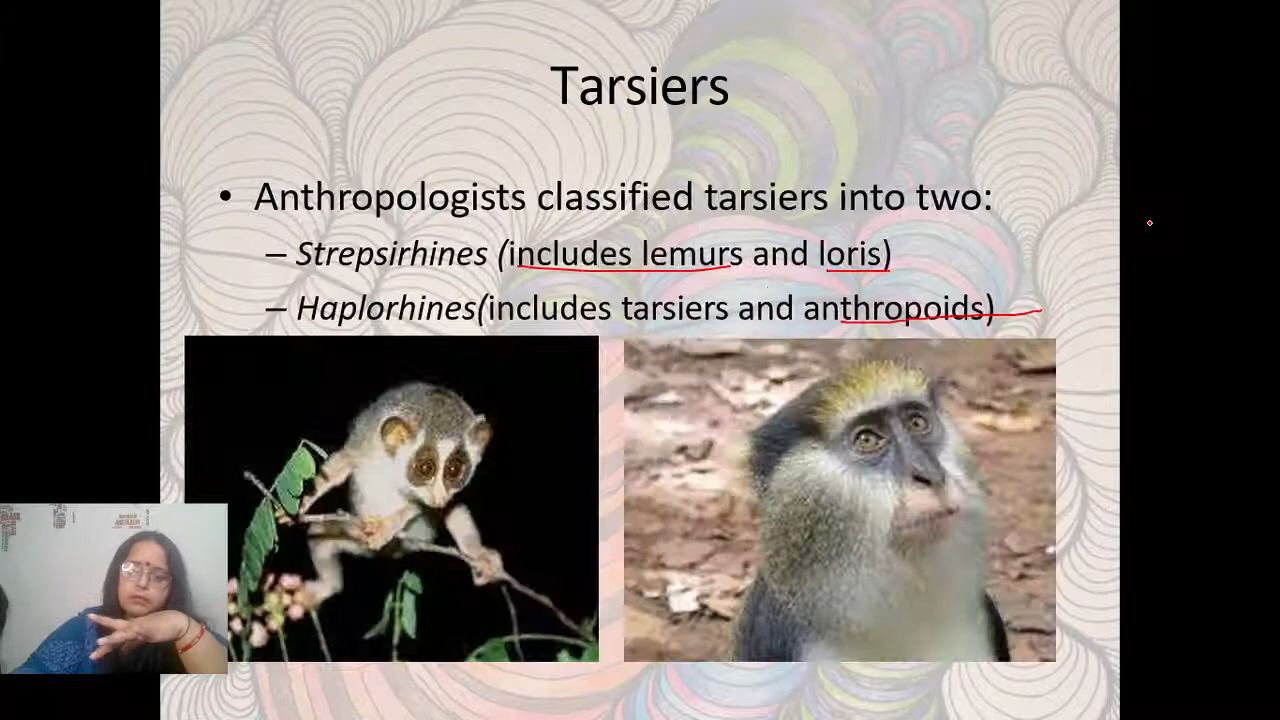 Tarsiers
• Anthropologists classified tarsiers into two:
– Strepsirhines (includes lemurs and loris)
– Haplorhines(includes tarsiers and anthropoids)